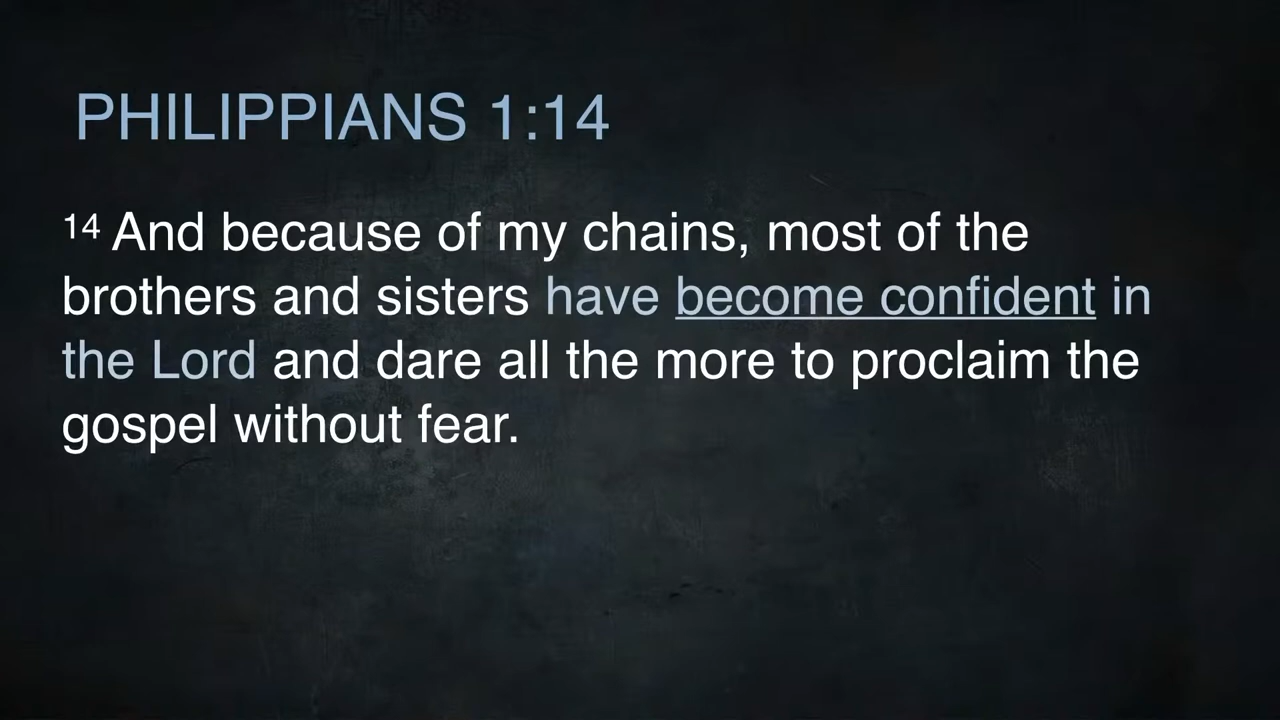 PHILIPPIANS 1:14
14 And because of my chains, most of the
brothers and sisters have become confident in
the Lord and dare all the more to proclaim the
gospel without fear.